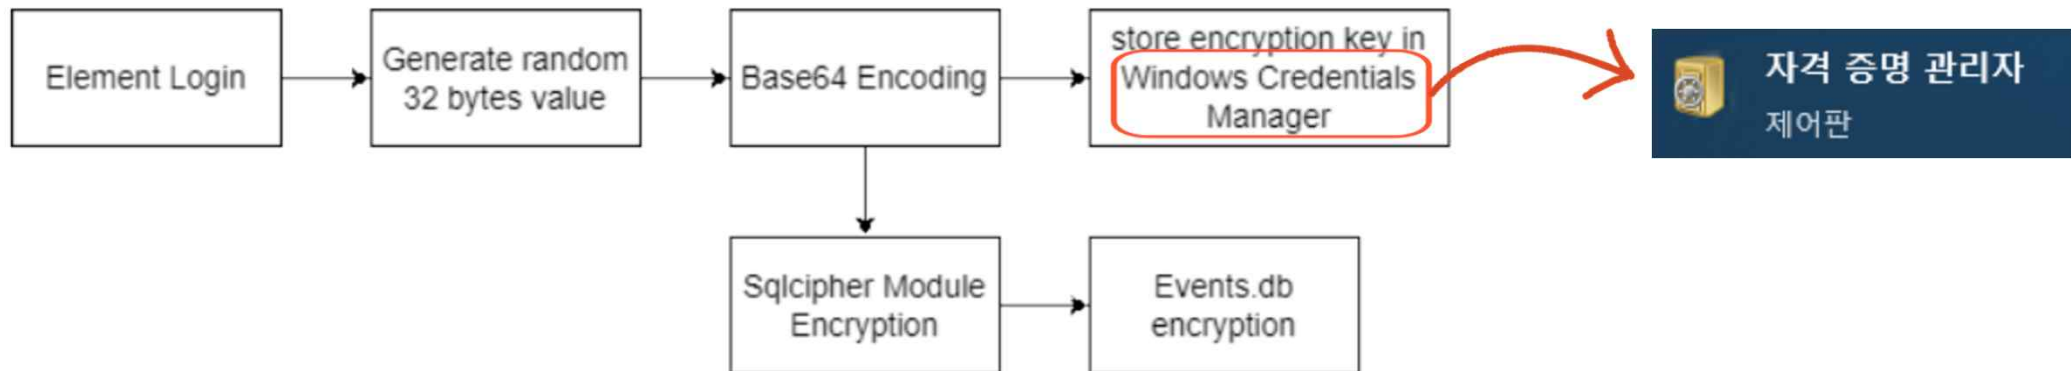 Element Login
Generate random
32 bytes value
Base64 Encoding
store encryption key in
Windows Credentials
Manager
자격 증명 관리자
제어판
Sqlcipher Module
Encryption
Events.db
encryption